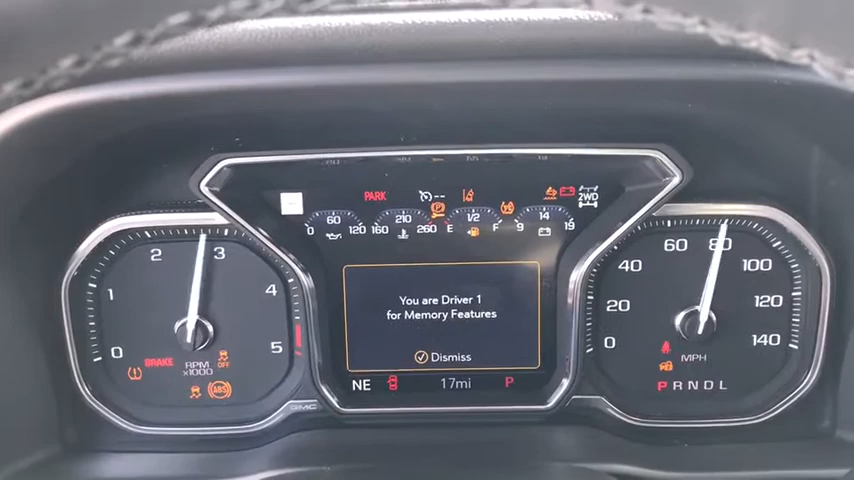 PARK
--
2WD
0 60 120
160 210 260
E 1/2 F
9 14 19
0 1 2 3 4 5
RPM
x1000
BRAKE
OFF
ABS
GMC
You are Driver 1
for Memory Features
Dismiss
NE
17mi
P
0 20 40 60 80 100 120 140
MPH
PRNDL